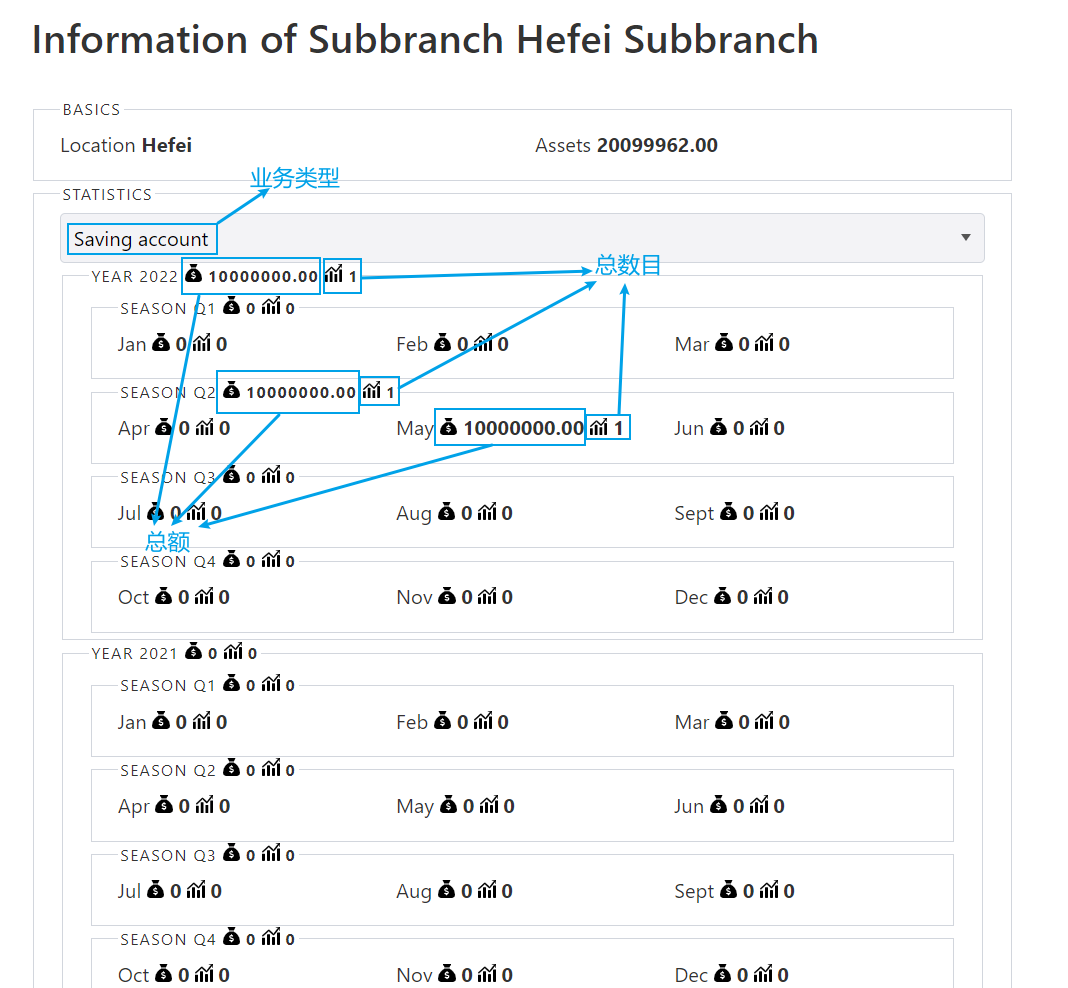 Information of Subbranch Hefei Subbranch
BASICS
Location Hefei Assets 20099962.00
业务类型
STATISTICS
Saving account
总数目
YEAR 2022 10000000.00 1
SEASON Q1 0 0
Jan 0 0 Feb 0 0 Mar 0 0
SEASON Q2 10000000.00 1
Apr 0 0 May 10000000.00 1 Jun 0 0
SEASON Q3 0 0
Jul 0 0 Aug 0 0 Sept 0 0
总额
SEASON Q4 0 0
Oct 0 0 Nov 0 0 Dec 0 0
YEAR 2021 0 0
SEASON Q1 0 0
Jan 0 0 Feb 0 0 Mar 0 0
SEASON Q2 0 0
Apr 0 0 May 0 0 Jun 0 0
SEASON Q3 0 0
Jul 0 0 Aug 0 0 Sept 0 0
SEASON Q4 0 0
Oct 0 0 Nov 0 0 Dec 0 0